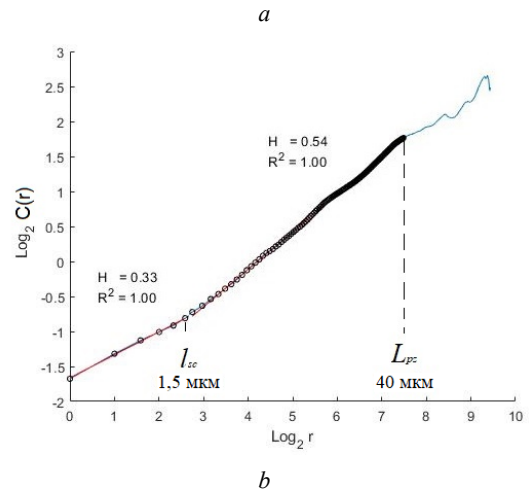 a
3
2.5
2
1.5
1
0.5
0
-0.5
-1
-1.5
-2
Log₂ C(r)
H = 0.54
R² = 1.00
H = 0.33
R² = 1.00
lsc
1,5 мкм
Lpz
40 мкм
0 1 2 3 4 5 6 7 8 9 10
Log₂ r
b